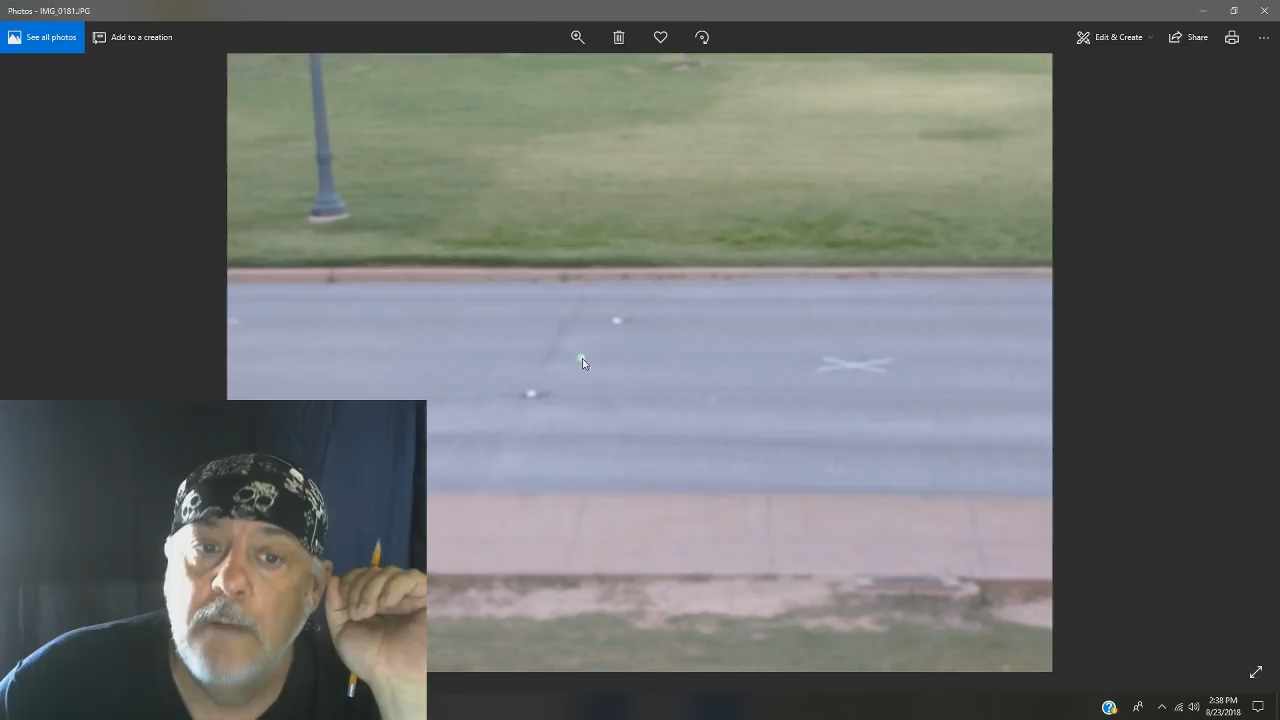 Photos - IMG_0181.JPG
See all photos
Add to a creation
Edit & Create
Share
2:38 PM
8/23/2018